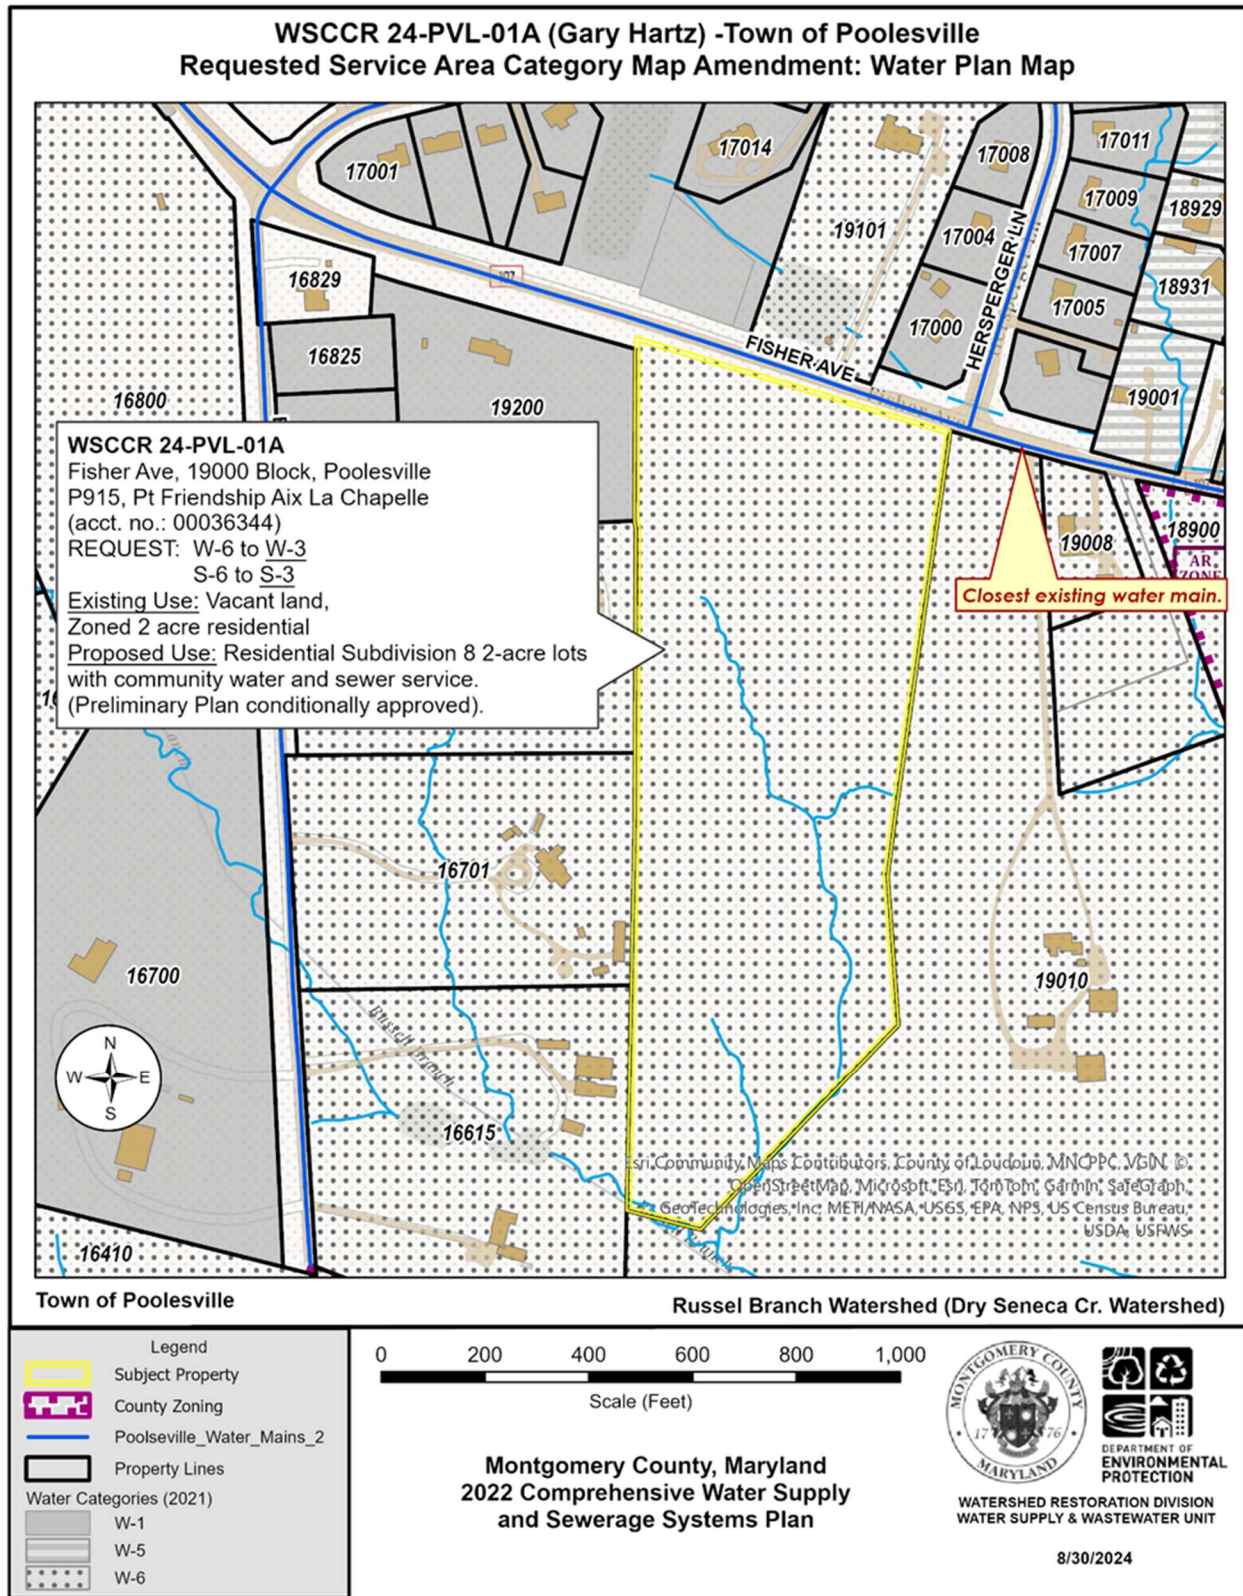 WSCCR 24-PVL-01A (Gary Hartz) -Town of Poolesville
Requested Service Area Category Map Amendment: Water Plan Map
17001
17014
17008
17011
17009
18929
19101
17004
17007
HERSPERGER LN
16829
107
18931
17000
17005
16825
FISHER AVE
Fisher Ave
16800
19200
19001
WSCCR 24-PVL-01A
Fisher Ave, 19000 Block, Poolesville
P915, Pt Friendship Aix La Chapelle
(acct. no.: 00036344)
REQUEST: W-6 to W-3
S-6 to S-3
Existing Use: Vacant land,
Zoned 2 acre residential
Proposed Use: Residential Subdivision 8 2-acre lots
with community water and sewer service.
(Preliminary Plan conditionally approved).
107
19008
18900
AR
ZONE
Closest existing water main.
16701
16700
19010
N
W E
S
Russell Branch
16615
Esri Community Maps Contributors, County of Loudoun, MNCPPC, VGIN, ©
OpenStreetMap, Microsoft, Esri, TomTom, Garmin, SafeGraph,
GeoTechnologies, Inc, METI/NASA, USGS, EPA, NPS, US Census Bureau,
USDA, USFWS
Branch
16410
Town of Poolesville
Russel Branch Watershed (Dry Seneca Cr. Watershed)
Legend
Subject Property
County Zoning
Poolseville_Water_Mains_2
Property Lines
Water Categories (2021)
W-1
W-5
W-6
0 200 400 600 800 1,000
Scale (Feet)
Montgomery County, Maryland
2022 Comprehensive Water Supply
and Sewerage Systems Plan
MONTGOMERY COUNTY
17 76
MARYLAND
DEPARTMENT OF
ENVIRONMENTAL
PROTECTION
WATERSHED RESTORATION DIVISION
WATER SUPPLY & WASTEWATER UNIT
8/30/2024